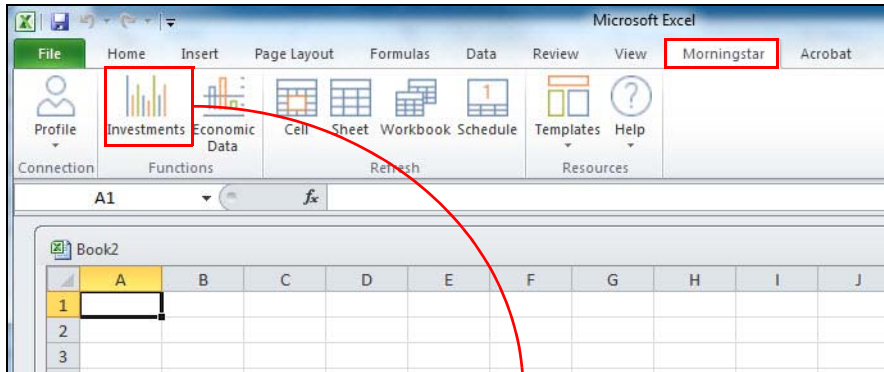 Microsoft Excel
File Home Insert Page Layout Formulas Data Review View Morningstar Acrobat
Profile Investments Economic Data Cell Sheet Workbook Schedule Templates Help
1
?
Connection Functions Refresh Resources
A1 fx
Book2
A B C D E F G H I J
1
2
3